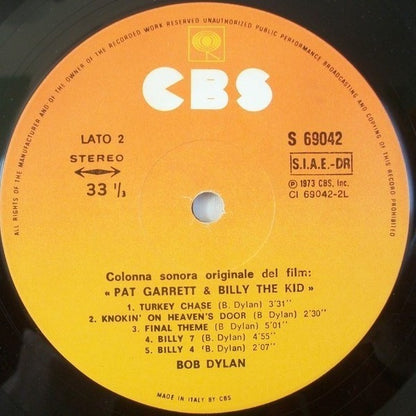 ALL RIGHTS OF THE MANUFACTURER AND OF THE OWNER OF THE RECORDED WORK RESERVED UNAUTHORIZED PUBLIC PERFORMANCE BROADCASTING AND COPYING OF THIS RECORD PROHIBITED
CBS
LATO 2
STEREO
33 1/3
S 69042
S.I.A.E.-DR
℗ 1973 CBS, Inc.
CI 69042-2L
Colonna sonora originale del film:
« PAT GARRETT & BILLY THE KID »
1. TURKEY CHASE (B. Dylan) 3'31"
2. KNOKIN' ON HEAVEN'S DOOR (B. Dylan) 2'30"
3. FINAL THEME (B. Dylan) 5'01"
4. BILLY 7 (B. Dylan) 4'55"
5. BILLY 4 (B. Dylan) 2'07"
BOB DYLAN
MADE IN ITALY BY CBS